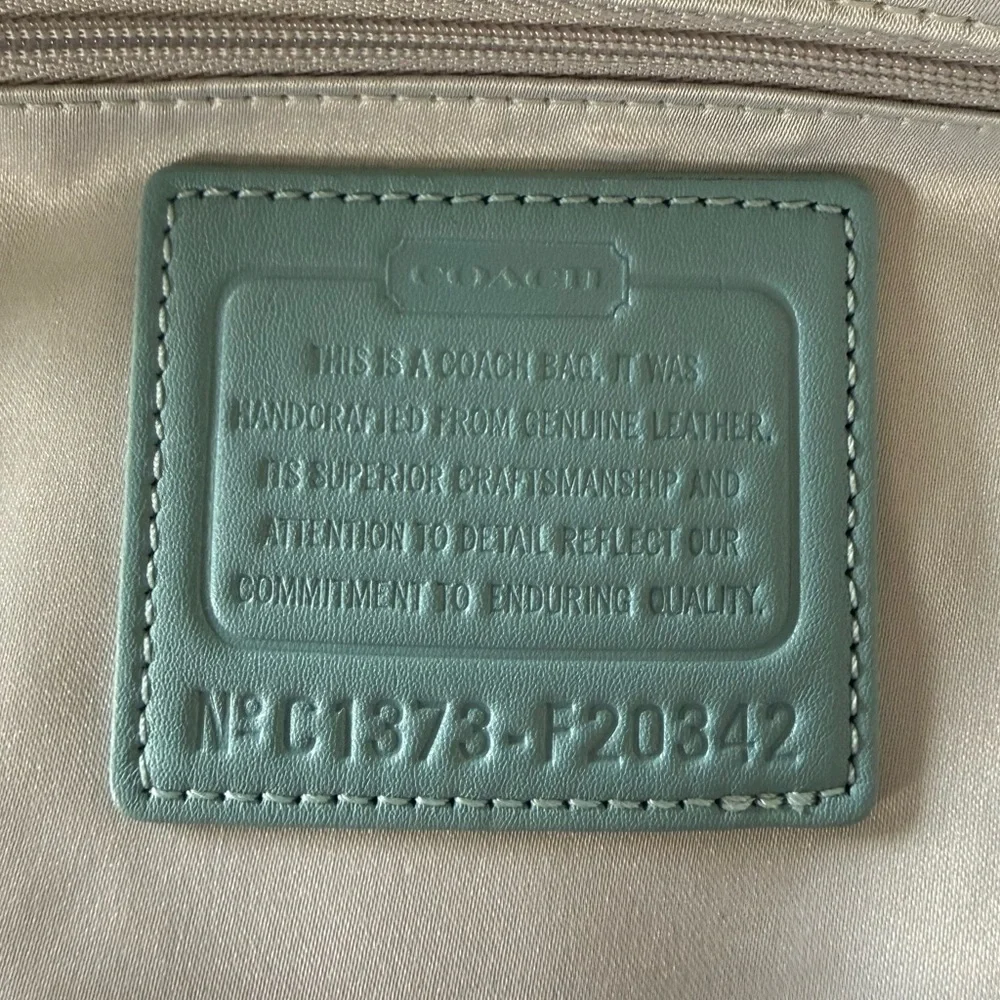 COACH
THIS IS A COACH BAG. IT WAS
HANDCRAFTED FROM GENUINE LEATHER.
ITS SUPERIOR CRAFTSMANSHIP AND
ATTENTION TO DETAIL REFLECT OUR
COMMITMENT TO ENDURING QUALITY.
Nº C1373-F20342